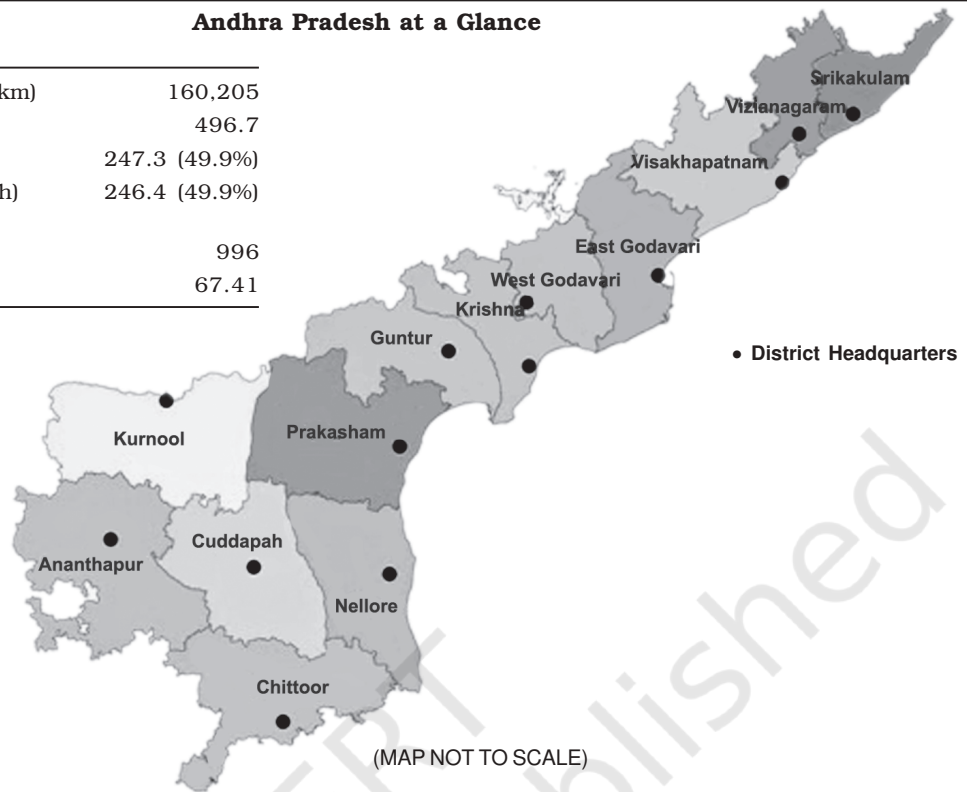 Andhra Pradesh at a Glance
km) 160,205
496.7
247.3 (49.9%)
h) 246.4 (49.9%)
996
67.41
Srikakulam
Vizianagaram
Visakhapatnam
East Godavari
West Godavari
Krishna
Guntur
• District Headquarters
Prakasham
Kurnool
Cuddapah
Ananthapur
Nellore
Chittoor
(MAP NOT TO SCALE)
ERT
blished